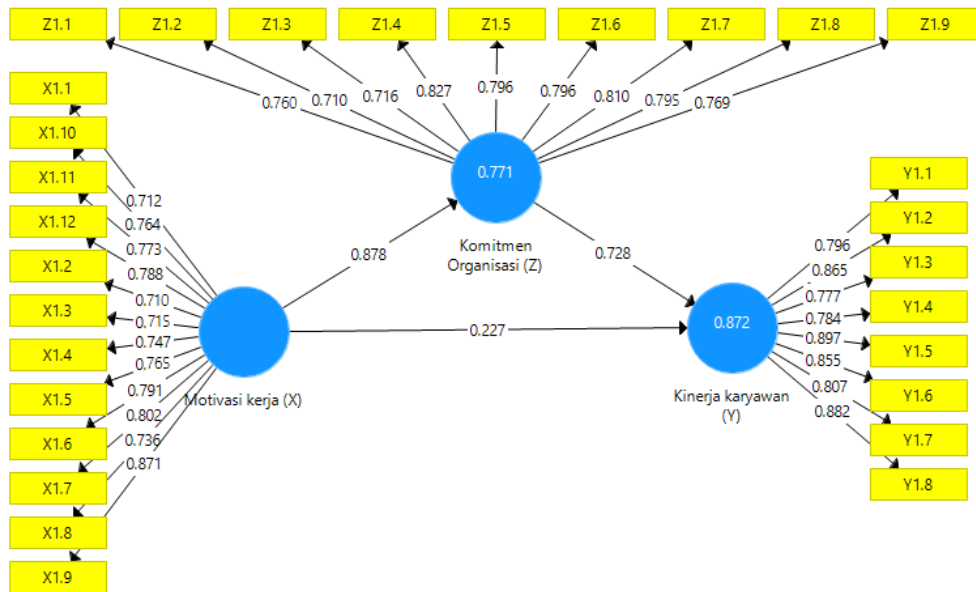 Z1.1 Z1.2 Z1.3 Z1.4 Z1.5 Z1.6 Z1.7 Z1.8 Z1.9
0.760 0.710 0.716 0.827 0.796 0.796 0.810 0.795 0.769
X1.1
X1.10
X1.11
X1.12
X1.2
X1.3
X1.4
X1.5
X1.6
X1.7
X1.8
X1.9
0.712
0.764
0.773
0.788
0.710
0.715
0.747
0.765
0.791
0.802
0.736
0.871
Motivasi kerja (X)
0.878
0.771
Komitmen
Organisasi (Z)
0.728
0.227
0.872
Kinerja karyawan
(Y)
0.796
0.865
0.777
0.784
0.897
0.855
0.807
0.882
Y1.1
Y1.2
Y1.3
Y1.4
Y1.5
Y1.6
Y1.7
Y1.8